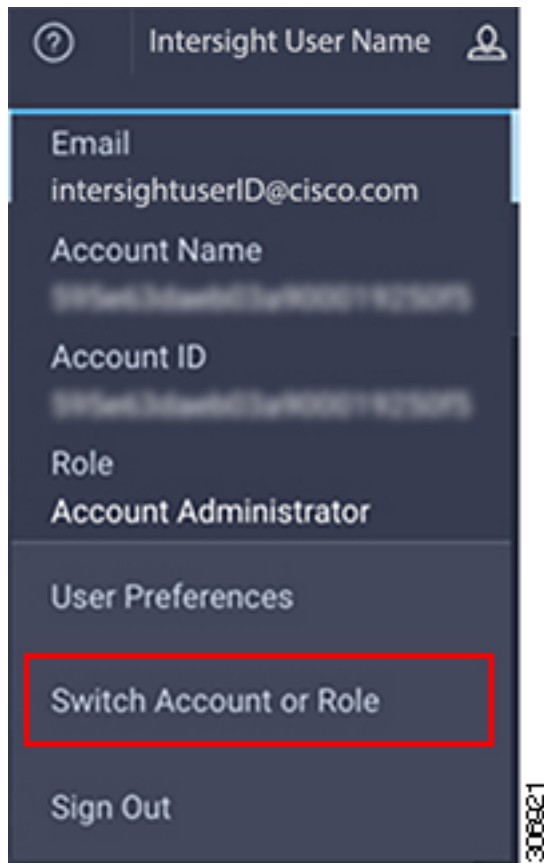 Intersight User Name
Email
intersightuserID@cisco.com
Account Name
Account ID
Role
Account Administrator
User Preferences
Switch Account or Role
Sign Out
306921